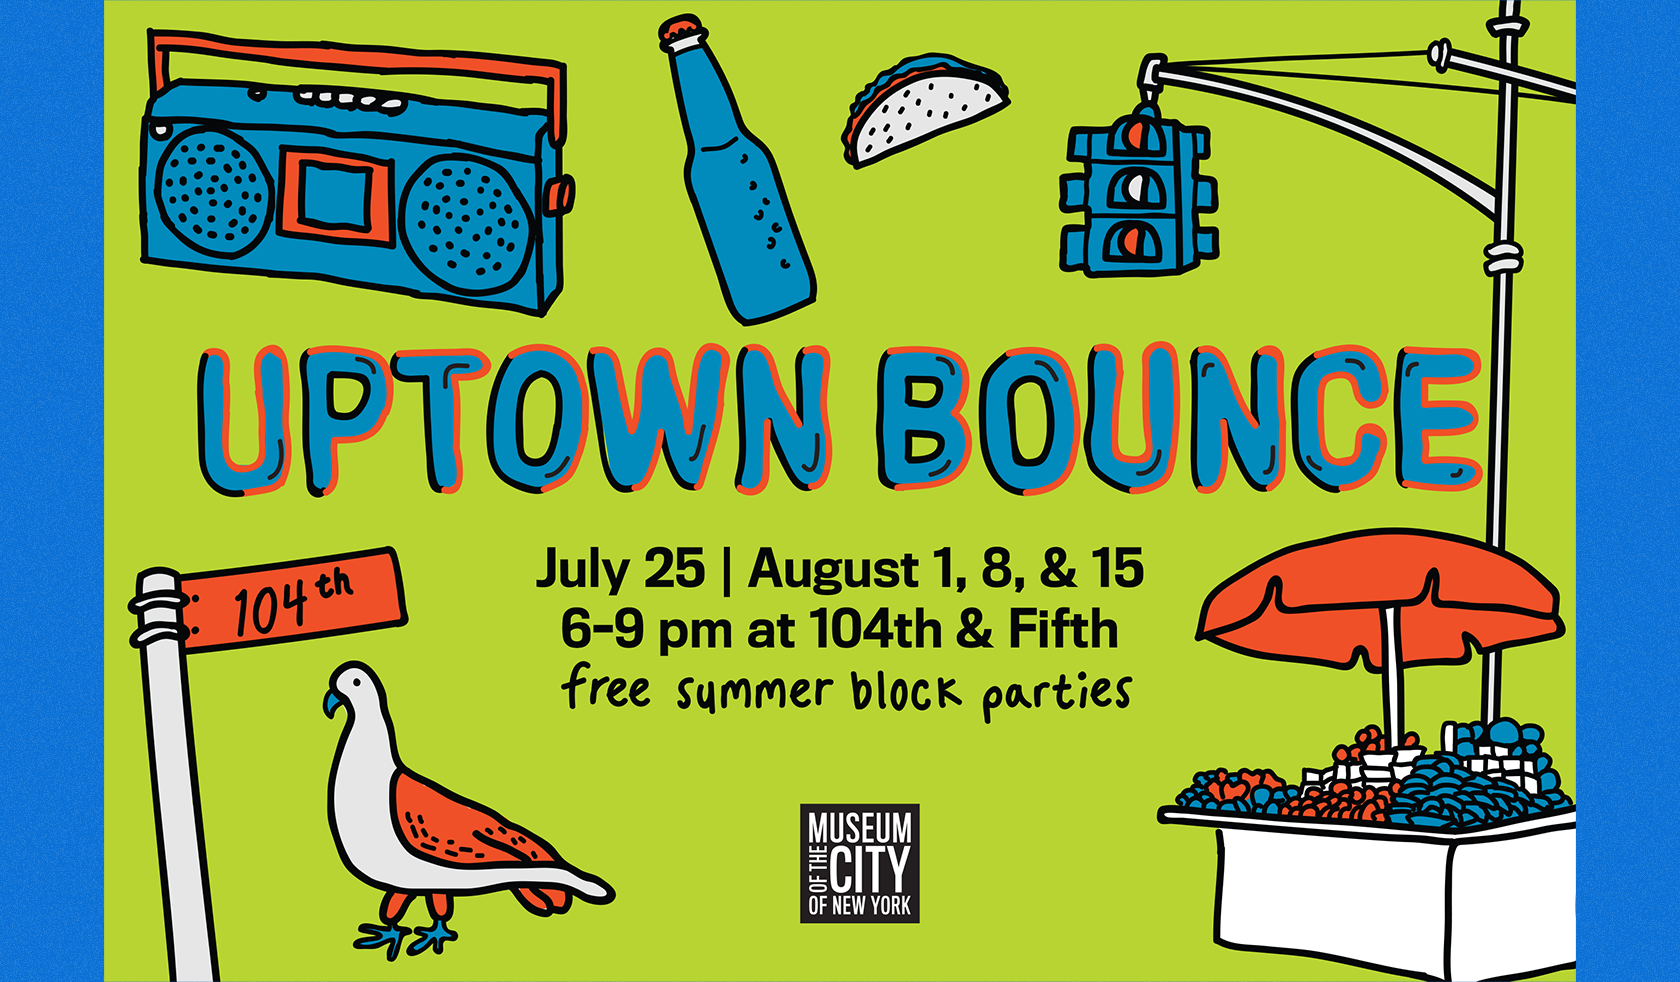 UPTOWN BOUNCE
July 25 | August 1, 8, & 15
6-9 pm at 104th & Fifth
free summer block parties
104th
MUSEUM
OF THE
CITY
OF NEW YORK